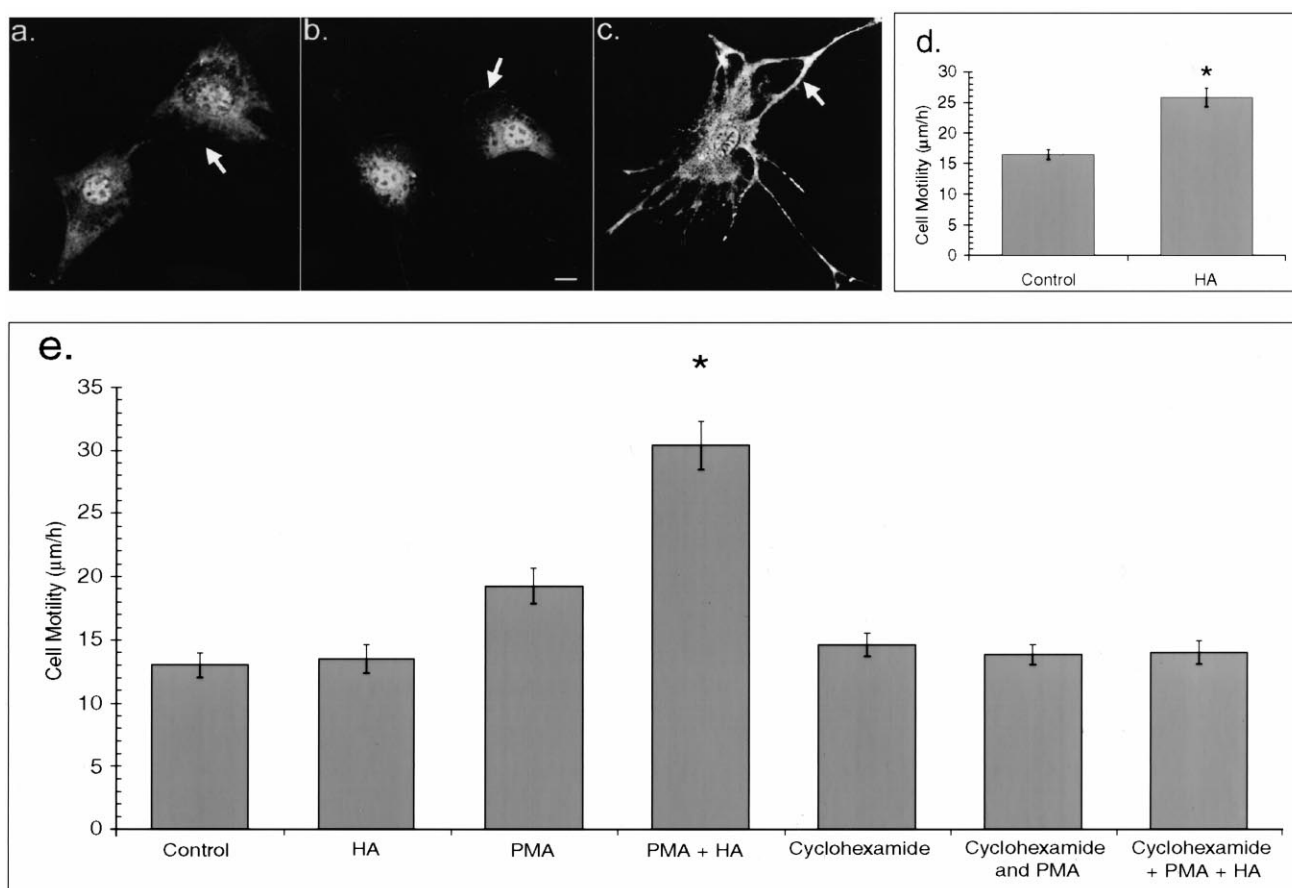 a.
b.
c.
d.
*
30
25
20
15
10
5
0
Cell Motility (μm/h)
Control
HA
e.
*
35
30
25
20
15
10
5
0
Cell Motility (μm/h)
Control
HA
PMA
PMA + HA
Cyclohexamide
Cyclohexamide
and PMA
Cyclohexamide
+ PMA + HA